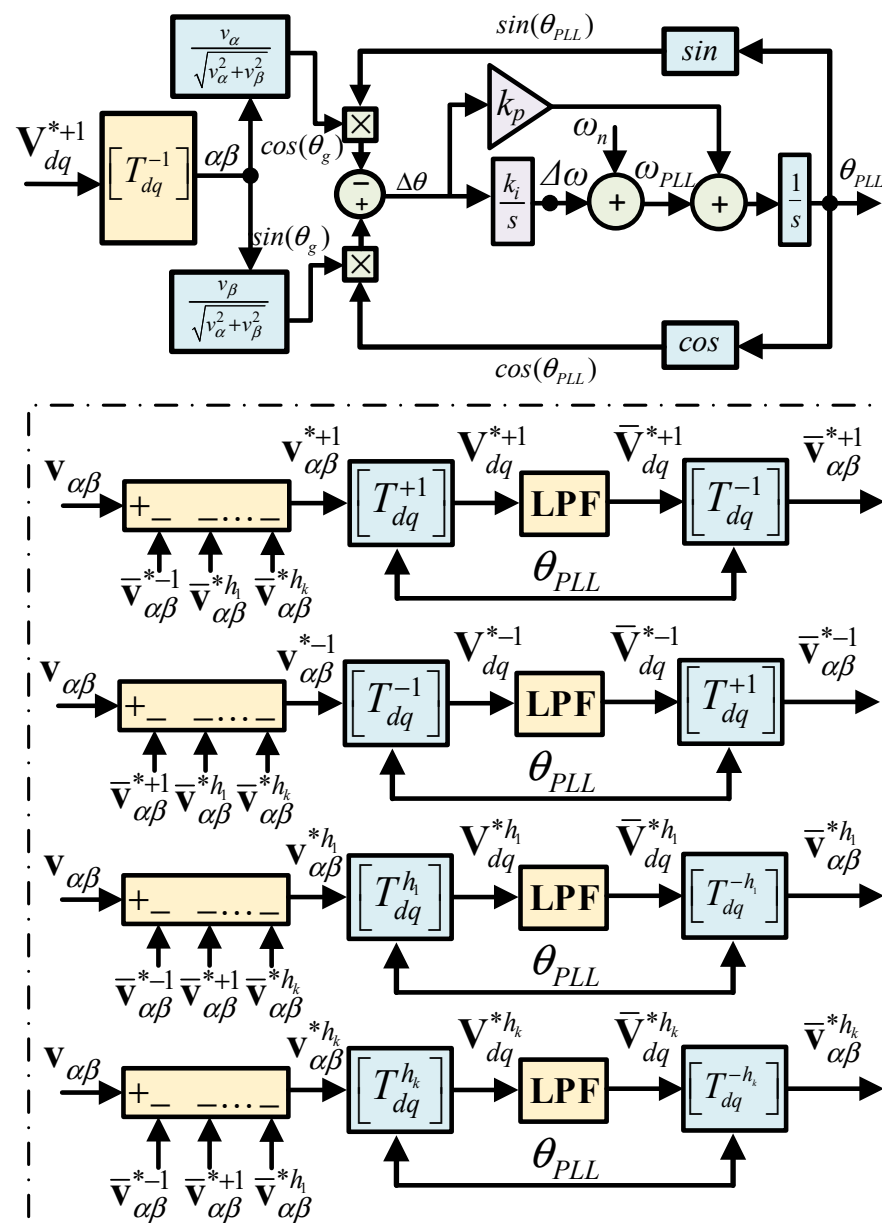 sin(θ_PLL)
sin
v_α / √(v_α² + v_β²)
k_p
V_dq^{*+1}
[T_dq^{-1}]
αβ
cos(θ_g)
×
ω_n
−
+
Δθ
k_i / s
Δω
+
ω_PLL
+
1 / s
θ_PLL
sin(θ_g)
×
v_β / √(v_α² + v_β²)
cos
cos(θ_PLL)
v_αβ
+− −...−
v_αβ^{*+1}
[T_dq^{+1}]
V_dq^{*+1}
LPF
V̄_dq^{*+1}
[T_dq^{-1}]
v̄_αβ^{*+1}
v̄_αβ^{*-1} v̄_αβ^{*h_1} v̄_αβ^{*h_k}
θ_PLL
v_αβ
+− −...−
v_αβ^{*-1}
[T_dq^{-1}]
V_dq^{*-1}
LPF
V̄_dq^{*-1}
[T_dq^{+1}]
v̄_αβ^{*-1}
v̄_αβ^{*+1} v̄_αβ^{*h_1} v̄_αβ^{*h_k}
θ_PLL
v_αβ
+− −...−
v_αβ^{*h_1}
[T_dq^{h_1}]
V_dq^{*h_1}
LPF
V̄_dq^{*h_1}
[T_dq^{-h_1}]
v̄_αβ^{*h_1}
v̄_αβ^{*-1} v̄_αβ^{*+1} v̄_αβ^{*h_k}
θ_PLL
v_αβ
+− −...−
v_αβ^{*h_k}
[T_dq^{h_k}]
V_dq^{*h_k}
LPF
V̄_dq^{*h_k}
[T_dq^{-h_k}]
v̄_αβ^{*h_k}
v̄_αβ^{*-1} v̄_αβ^{*+1} v̄_αβ^{*h_1}
θ_PLL